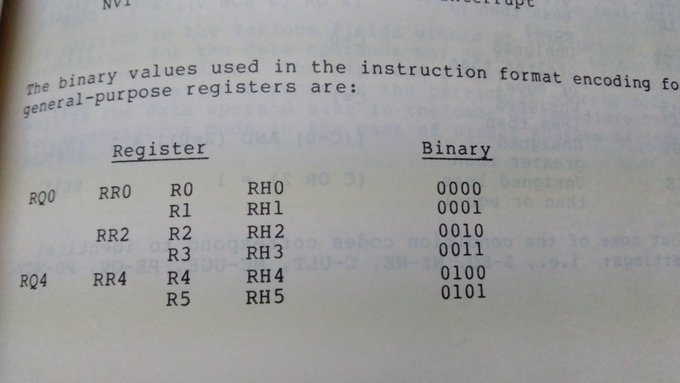 NVI Interrupt
The binary values used in the instruction format encoding fo
general-purpose registers are:
Register Binary
RQ0 RR0 R0 RH0 0000
R1 RH1 0001
RR2 R2 RH2 0010
R3 RH3 0011
RQ4 RR4 R4 RH4 0100
R5 RH5 0101